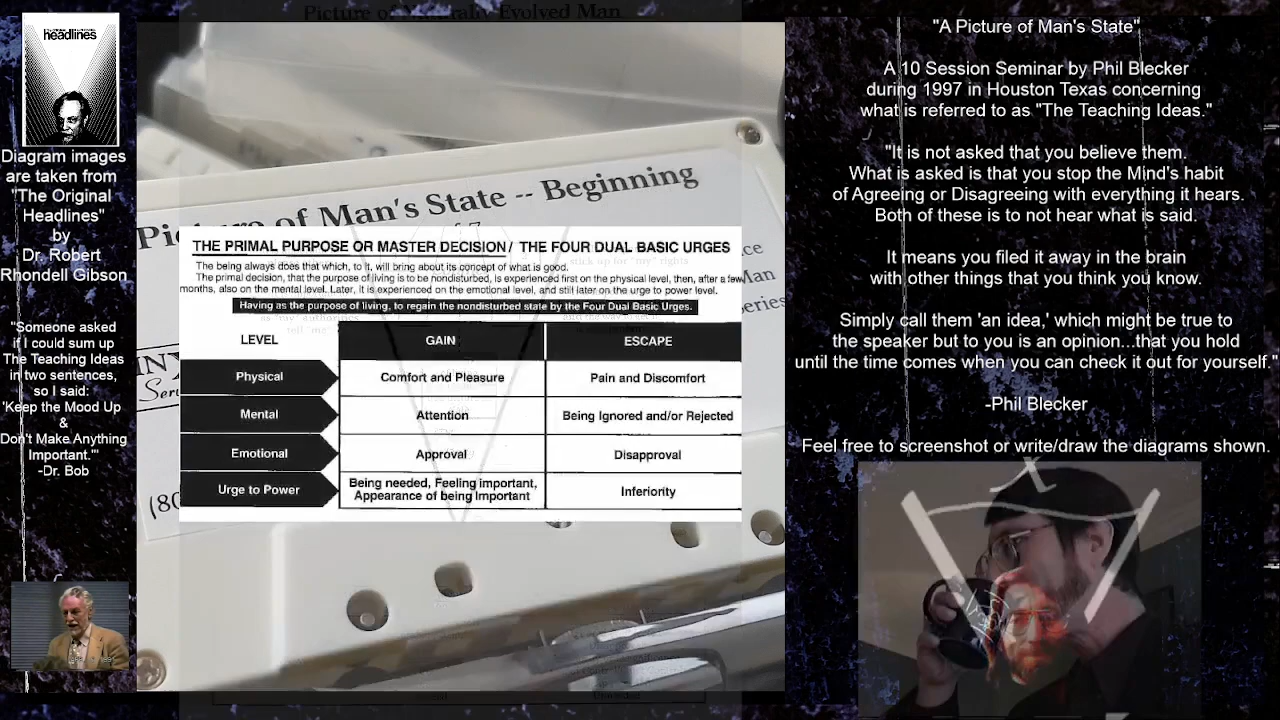 Picture of Naturally Evolved Man
headlines
Diagram images
are taken from
"The Original
Headlines"
by
Dr. Robert
Rhondell Gibson
"Someone asked
if I could sum up
The Teaching Ideas
in two sentences,
so I said:
'Keep the Mood Up
&
Don't Make Anything
Important.'"
-Dr. Bob
Picture of Man's State -- Beginning
THE PRIMAL PURPOSE OR MASTER DECISION / THE FOUR DUAL BASIC URGES
The being always does that which, to it, will bring about its concept of what is good.
The primal decision, that the purpose of living is to be nondisturbed, is experienced first on the physical level, then, after a few
months, also on the mental level. Later, it is experienced on the emotional level, and still later on the urge to power level.
Having as the purpose of living, to regain the nondisturbed state by the Four Dual Basic Urges.
LEVEL GAIN ESCAPE
Physical Comfort and Pleasure Pain and Discomfort
Mental Attention Being Ignored and/or Rejected
Emotional Approval Disapproval
Urge to Power Being needed, Feeling important,
Appearance of being Important Inferiority
(80
"A Picture of Man's State"
A 10 Session Seminar by Phil Blecker
during 1997 in Houston Texas concerning
what is referred to as "The Teaching Ideas."
"It is not asked that you believe them.
What is asked is that you stop the Mind's habit
of Agreeing or Disagreeing with everything it hears.
Both of these is to not hear what is said.
It means you filed it away in the brain
with other things that you think you know.
Simply call them 'an idea,' which might be true to
the speaker but to you is an opinion...that you hold
until the time comes when you can check it out for yourself."
-Phil Blecker
Feel free to screenshot or write/draw the diagrams shown.
X